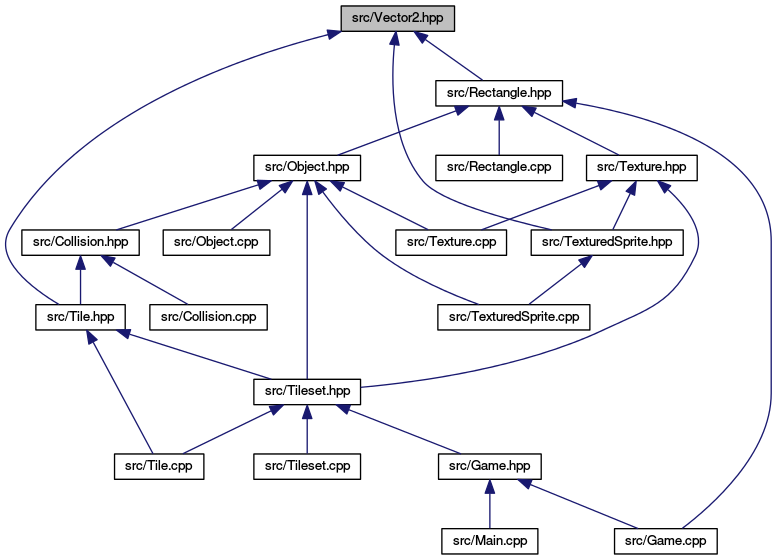 src/Vector2.hpp
src/Rectangle.hpp
src/Object.hpp
src/Rectangle.cpp
src/Texture.hpp
src/Collision.hpp
src/Object.cpp
src/Texture.cpp
src/TexturedSprite.hpp
src/Tile.hpp
src/Collision.cpp
src/TexturedSprite.cpp
src/Tileset.hpp
src/Tile.cpp
src/Tileset.cpp
src/Game.hpp
src/Main.cpp
src/Game.cpp